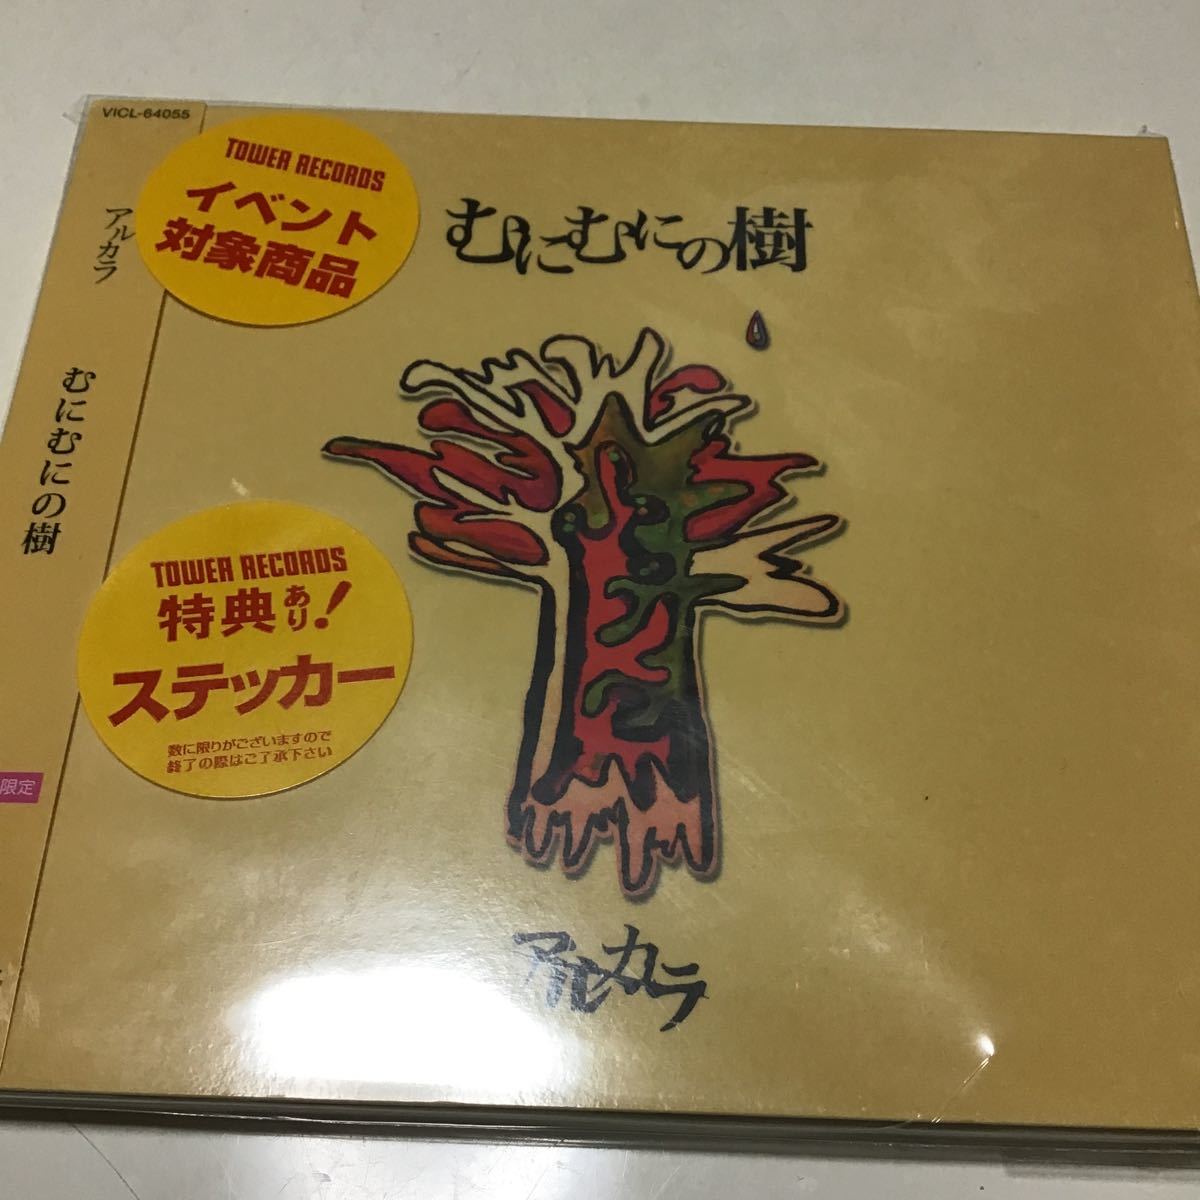 VICL-64055
アルカラ
むにむにの樹
限定
TOWER RECORDS
イベント
対象商品
むにむにの樹
TOWER RECORDS
特典あり!
ステッカー
数に限りがございますので
終了の際はご了承下さい
アルカラ